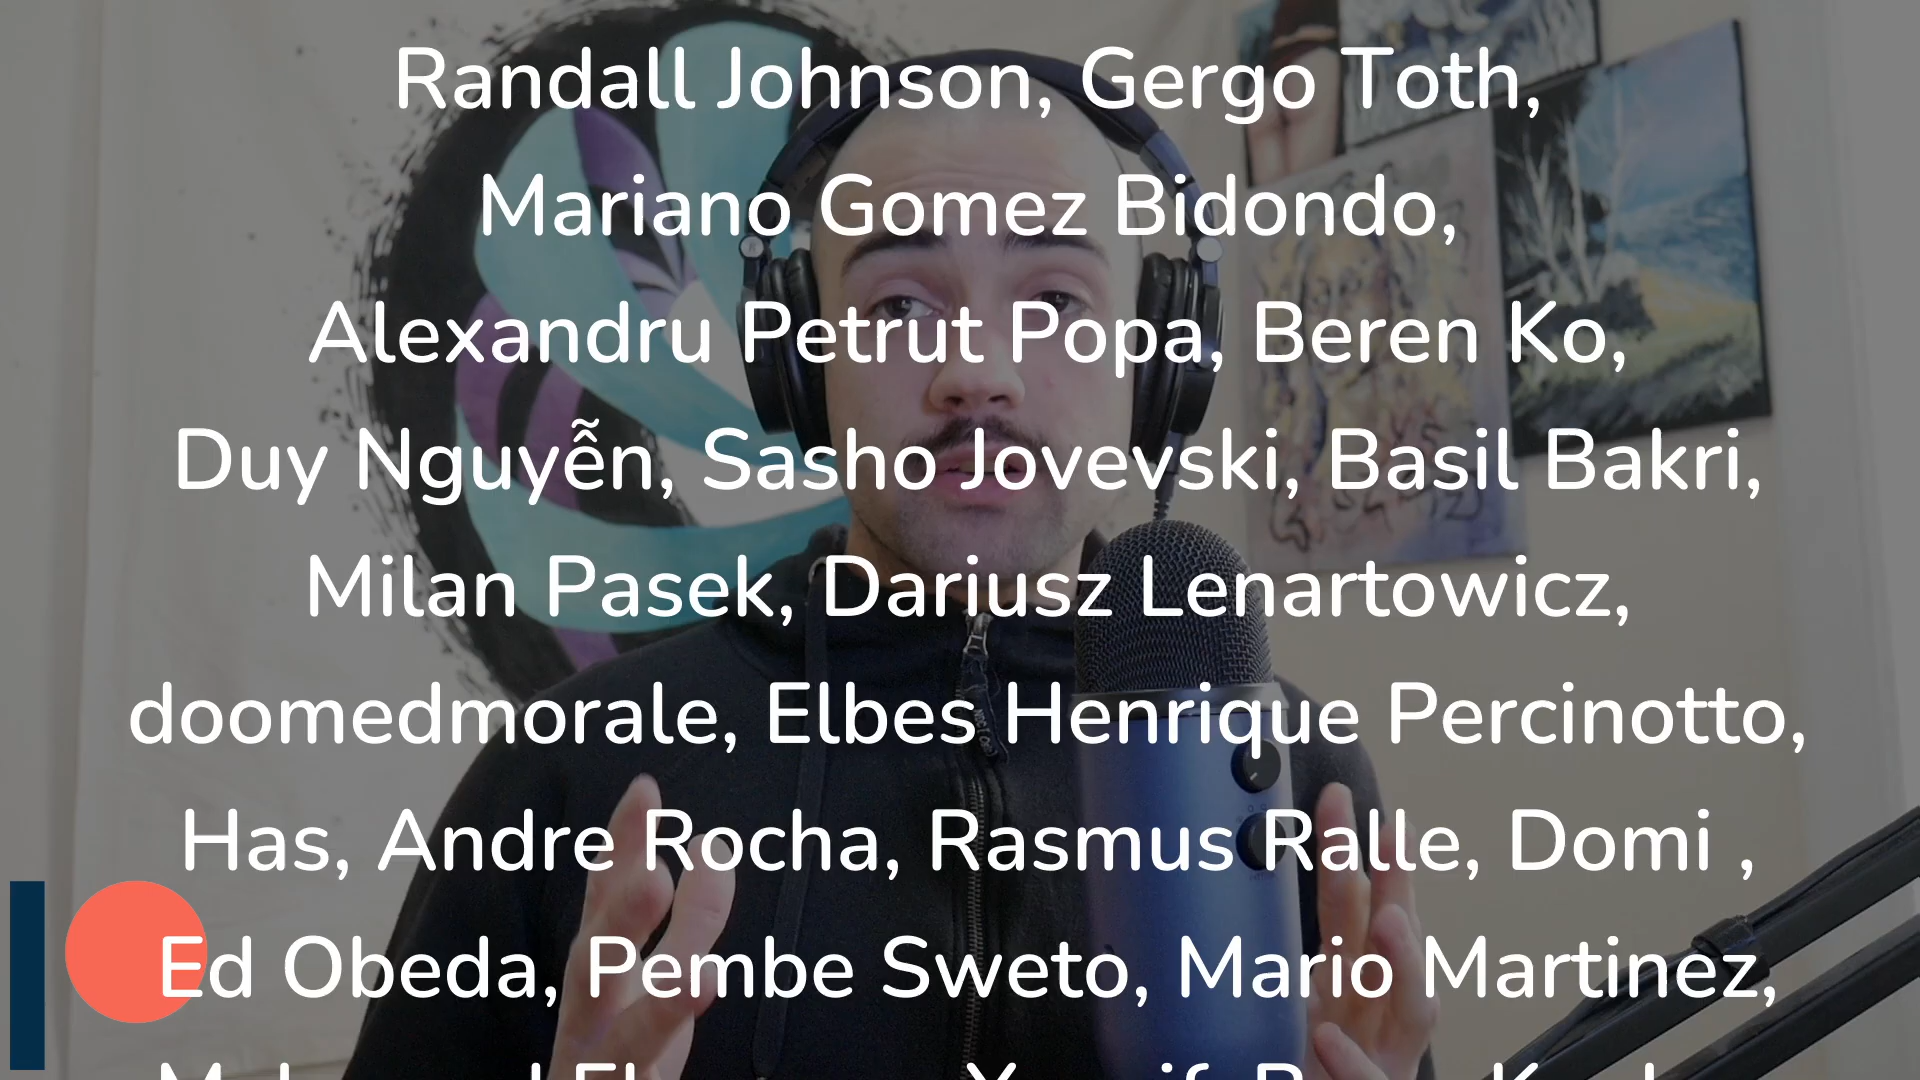 Randall Johnson, Gergo Toth,
Mariano Gomez Bidondo,
Alexandru Petrut Popa, Beren Ko,
Duy Nguyễn, Sasho Jovevski, Basil Bakri,
Milan Pasek, Dariusz Lenartowicz,
doomedmorale, Elbes Henrique Percinotto,
Has, Andre Rocha, Rasmus Ralle, Domi ,
Ed Obeda, Pembe Sweto, Mario Martinez,